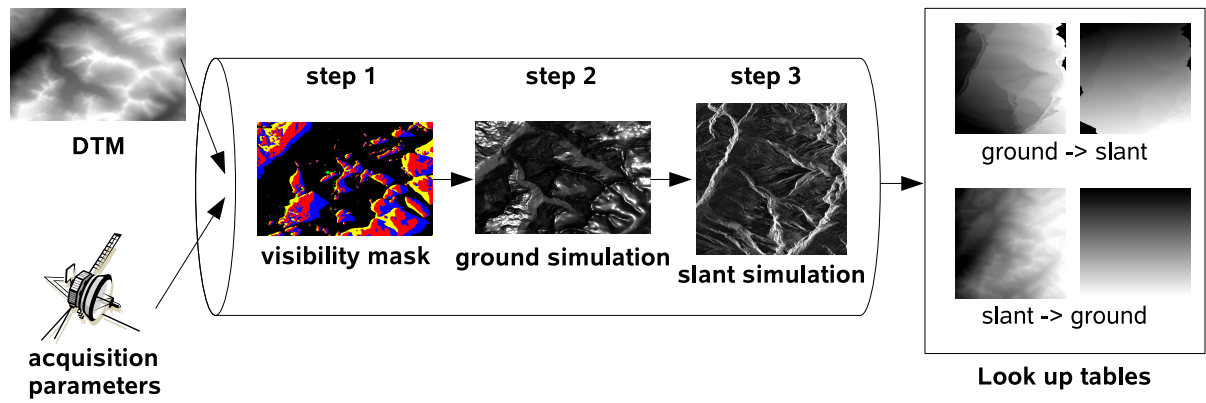 DTM
acquisition
parameters
step 1
visibility mask
step 2
ground simulation
step 3
slant simulation
ground -> slant
slant -> ground
Look up tables